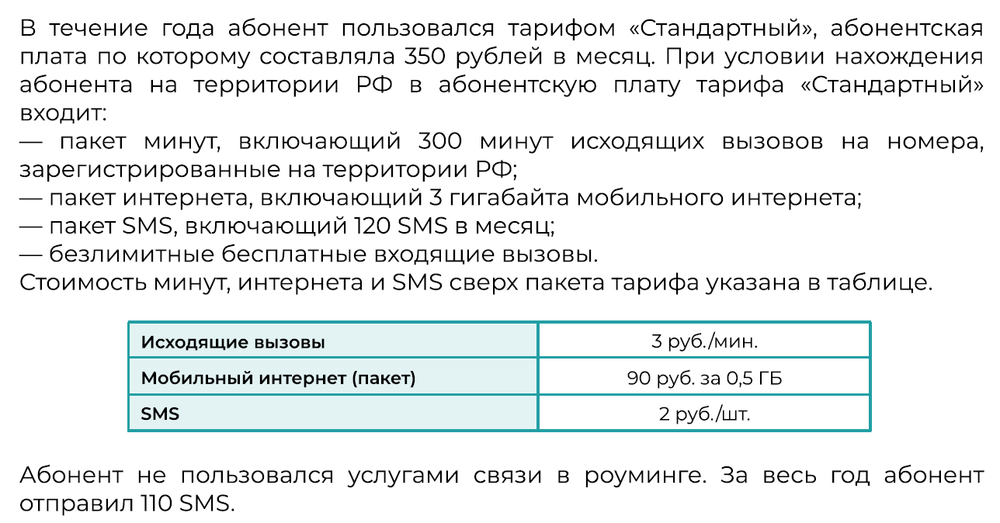 В течение года абонент пользовался тарифом «Стандартный», абонентская
плата по которому составляла 350 рублей в месяц. При условии нахождения
абонента на территории РФ в абонентскую плату тарифа «Стандартный»
входит:
— пакет минут, включающий 300 минут исходящих вызовов на номера,
зарегистрированные на территории РФ;
— пакет интернета, включающий 3 гигабайта мобильного интернета;
— пакет SMS, включающий 120 SMS в месяц;
— безлимитные бесплатные входящие вызовы.
Стоимость минут, интернета и SMS сверх пакета тарифа указана в таблице.
Исходящие вызовы 3 руб./мин.
Мобильный интернет (пакет) 90 руб. за 0,5 ГБ
SMS 2 руб./шт.
Абонент не пользовался услугами связи в роуминге. За весь год абонент
отправил 110 SMS.